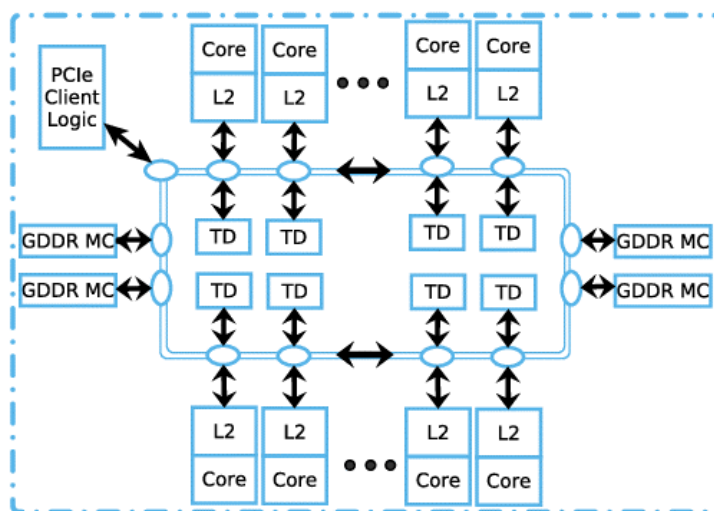 Core Core Core Core
PCIe
Client
Logic
L2 L2 L2 L2
TD TD TD TD
GDDR MC GDDR MC
GDDR MC GDDR MC
TD TD TD TD
L2 L2 L2 L2
Core Core Core Core